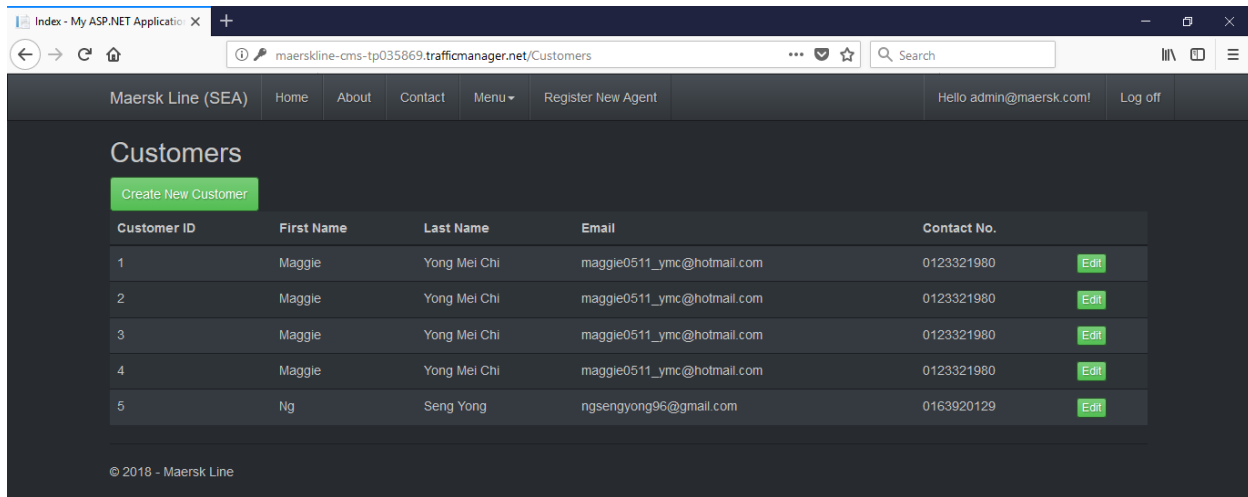 Index - My ASP.NET Application
maerskline-cms-tp035869.trafficmanager.net/Customers
Search
Maersk Line (SEA) Home About Contact Menu Register New Agent Hello admin@maersk.com! Log off
Customers
Create New Customer
Customer ID First Name Last Name Email Contact No.
1 Maggie Yong Mei Chi maggie0511_ymc@hotmail.com 0123321980 Edit
2 Maggie Yong Mei Chi maggie0511_ymc@hotmail.com 0123321980 Edit
3 Maggie Yong Mei Chi maggie0511_ymc@hotmail.com 0123321980 Edit
4 Maggie Yong Mei Chi maggie0511_ymc@hotmail.com 0123321980 Edit
5 Ng Seng Yong ngsengyong96@gmail.com 0163920129 Edit
© 2018 - Maersk Line